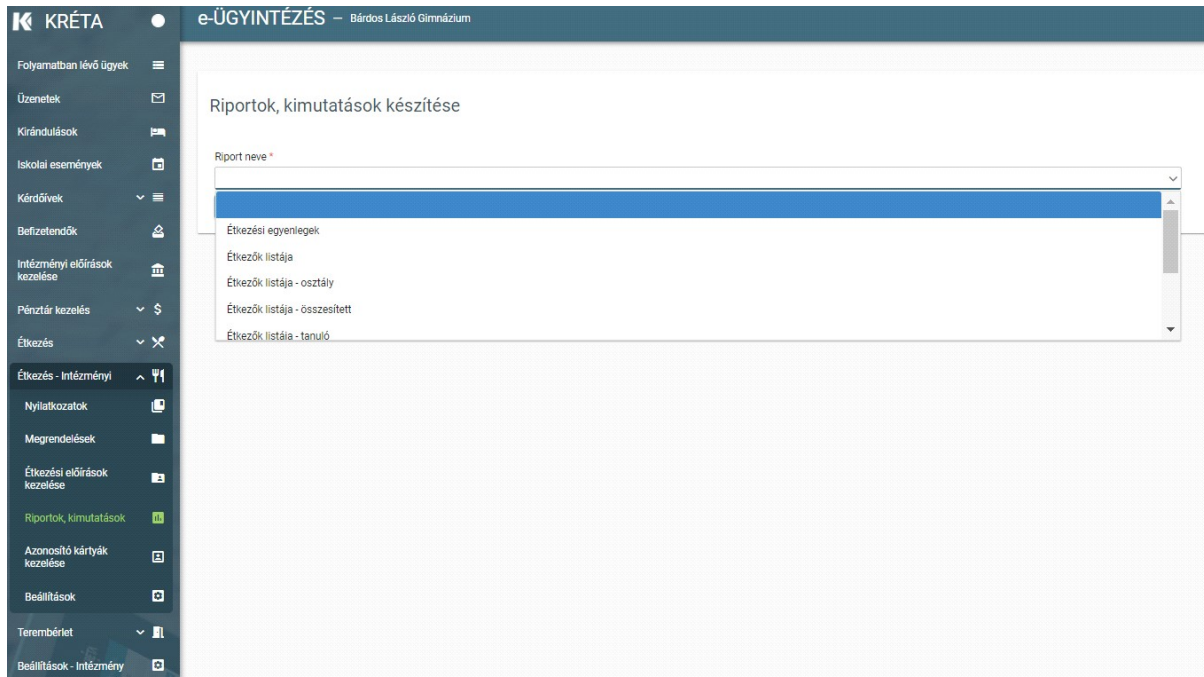 KRÉTA
e-ÜGYINTÉZÉS – Bárdos László Gimnázium
Folyamatban lévő ügyek
Üzenetek
Kirándulások
Iskolai események
Kérdőívek
Befizetendők
Intézményi előírások
kezelése
Pénztár kezelés
Étkezés
Étkezés - Intézményi
Nyilatkozatok
Megrendelések
Étkezési előírások
kezelése
Riportok, kimutatások
Azonosító kártyák
kezelése
Beállítások
Terembérlet
Beállítások - Intézmény
Riportok, kimutatások készítése
Riport neve *
Étkezési egyenlegek
Étkezők listája
Étkezők listája - osztály
Étkezők listája - összesített
Étkezők listája - tanuló